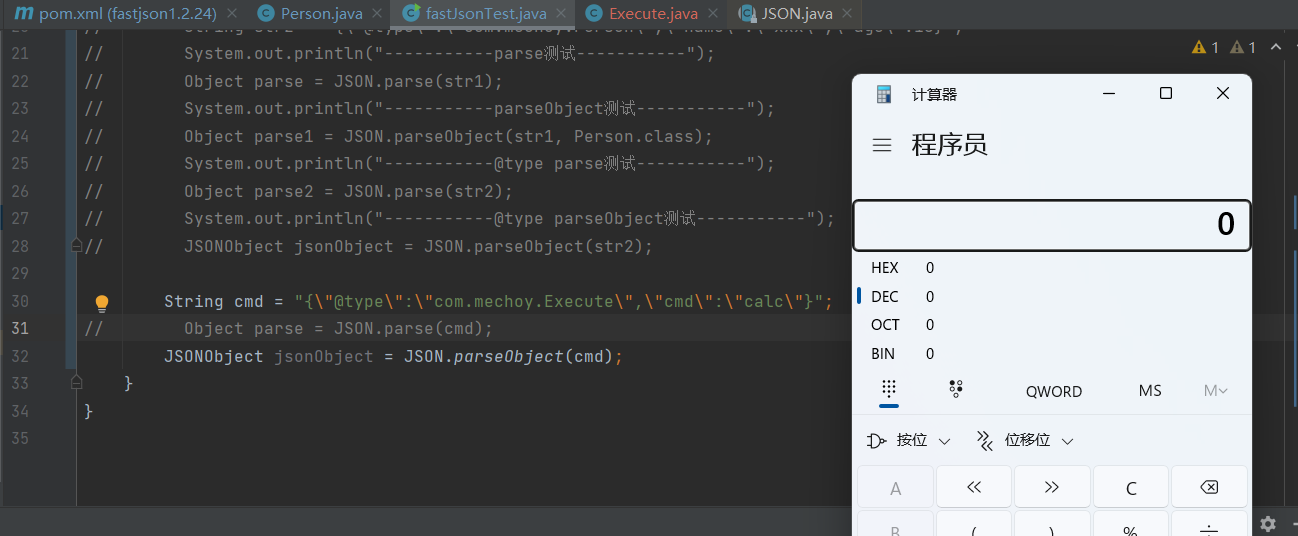 pom.xml (fastjson1.2.24)
Person.java
fastJsonTest.java
Execute.java
JSON.java
1
1
21 // System.out.println("-----------parse测试-----------");
22 // Object parse = JSON.parse(str1);
23 // System.out.println("-----------parseObject测试-----------");
24 // Object parse1 = JSON.parseObject(str1, Person.class);
25 // System.out.println("-----------@type parse测试-----------");
26 // Object parse2 = JSON.parse(str2);
27 // System.out.println("-----------@type parseObject测试-----------");
28 // JSONObject jsonObject = JSON.parseObject(str2);
29
30 String cmd = "{\"@type\":\"com.mechoy.Execute\",\"cmd\":\"calc\"}";
31 // Object parse = JSON.parse(cmd);
32 JSONObject jsonObject = JSON.parseObject(cmd);
33 }
34 }
35
计算器
程序员
0
HEX 0
DEC 0
OCT 0
BIN 0
QWORD MS M
按位 位移位
A << >> C
B ( ) % ÷